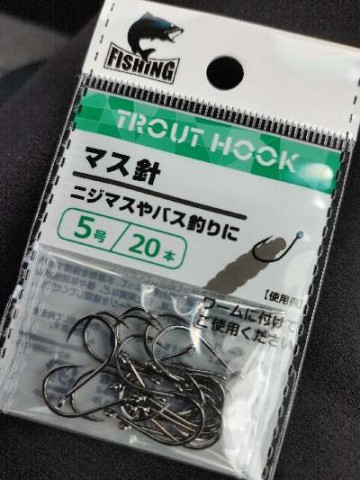 FISHING
TROUT HOOK
マス針
ニジマスやバス釣りに
5号/20本
【使用例】
ワームに付けて
ご使用ください